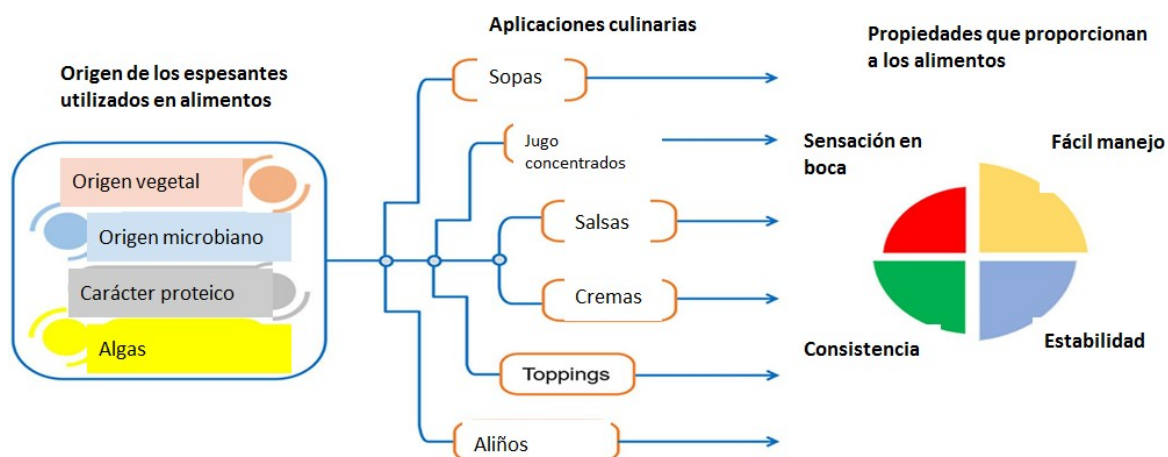 Origen de los espesantes
utilizados en alimentos
Origen vegetal
Origen microbiano
Carácter proteico
Algas
Aplicaciones culinarias
Sopas
Jugo
concentrados
Salsas
Cremas
Toppings
Aliños
Propiedades que proporcionan
a los alimentos
Sensación en
boca
Fácil manejo
Consistencia
Estabilidad